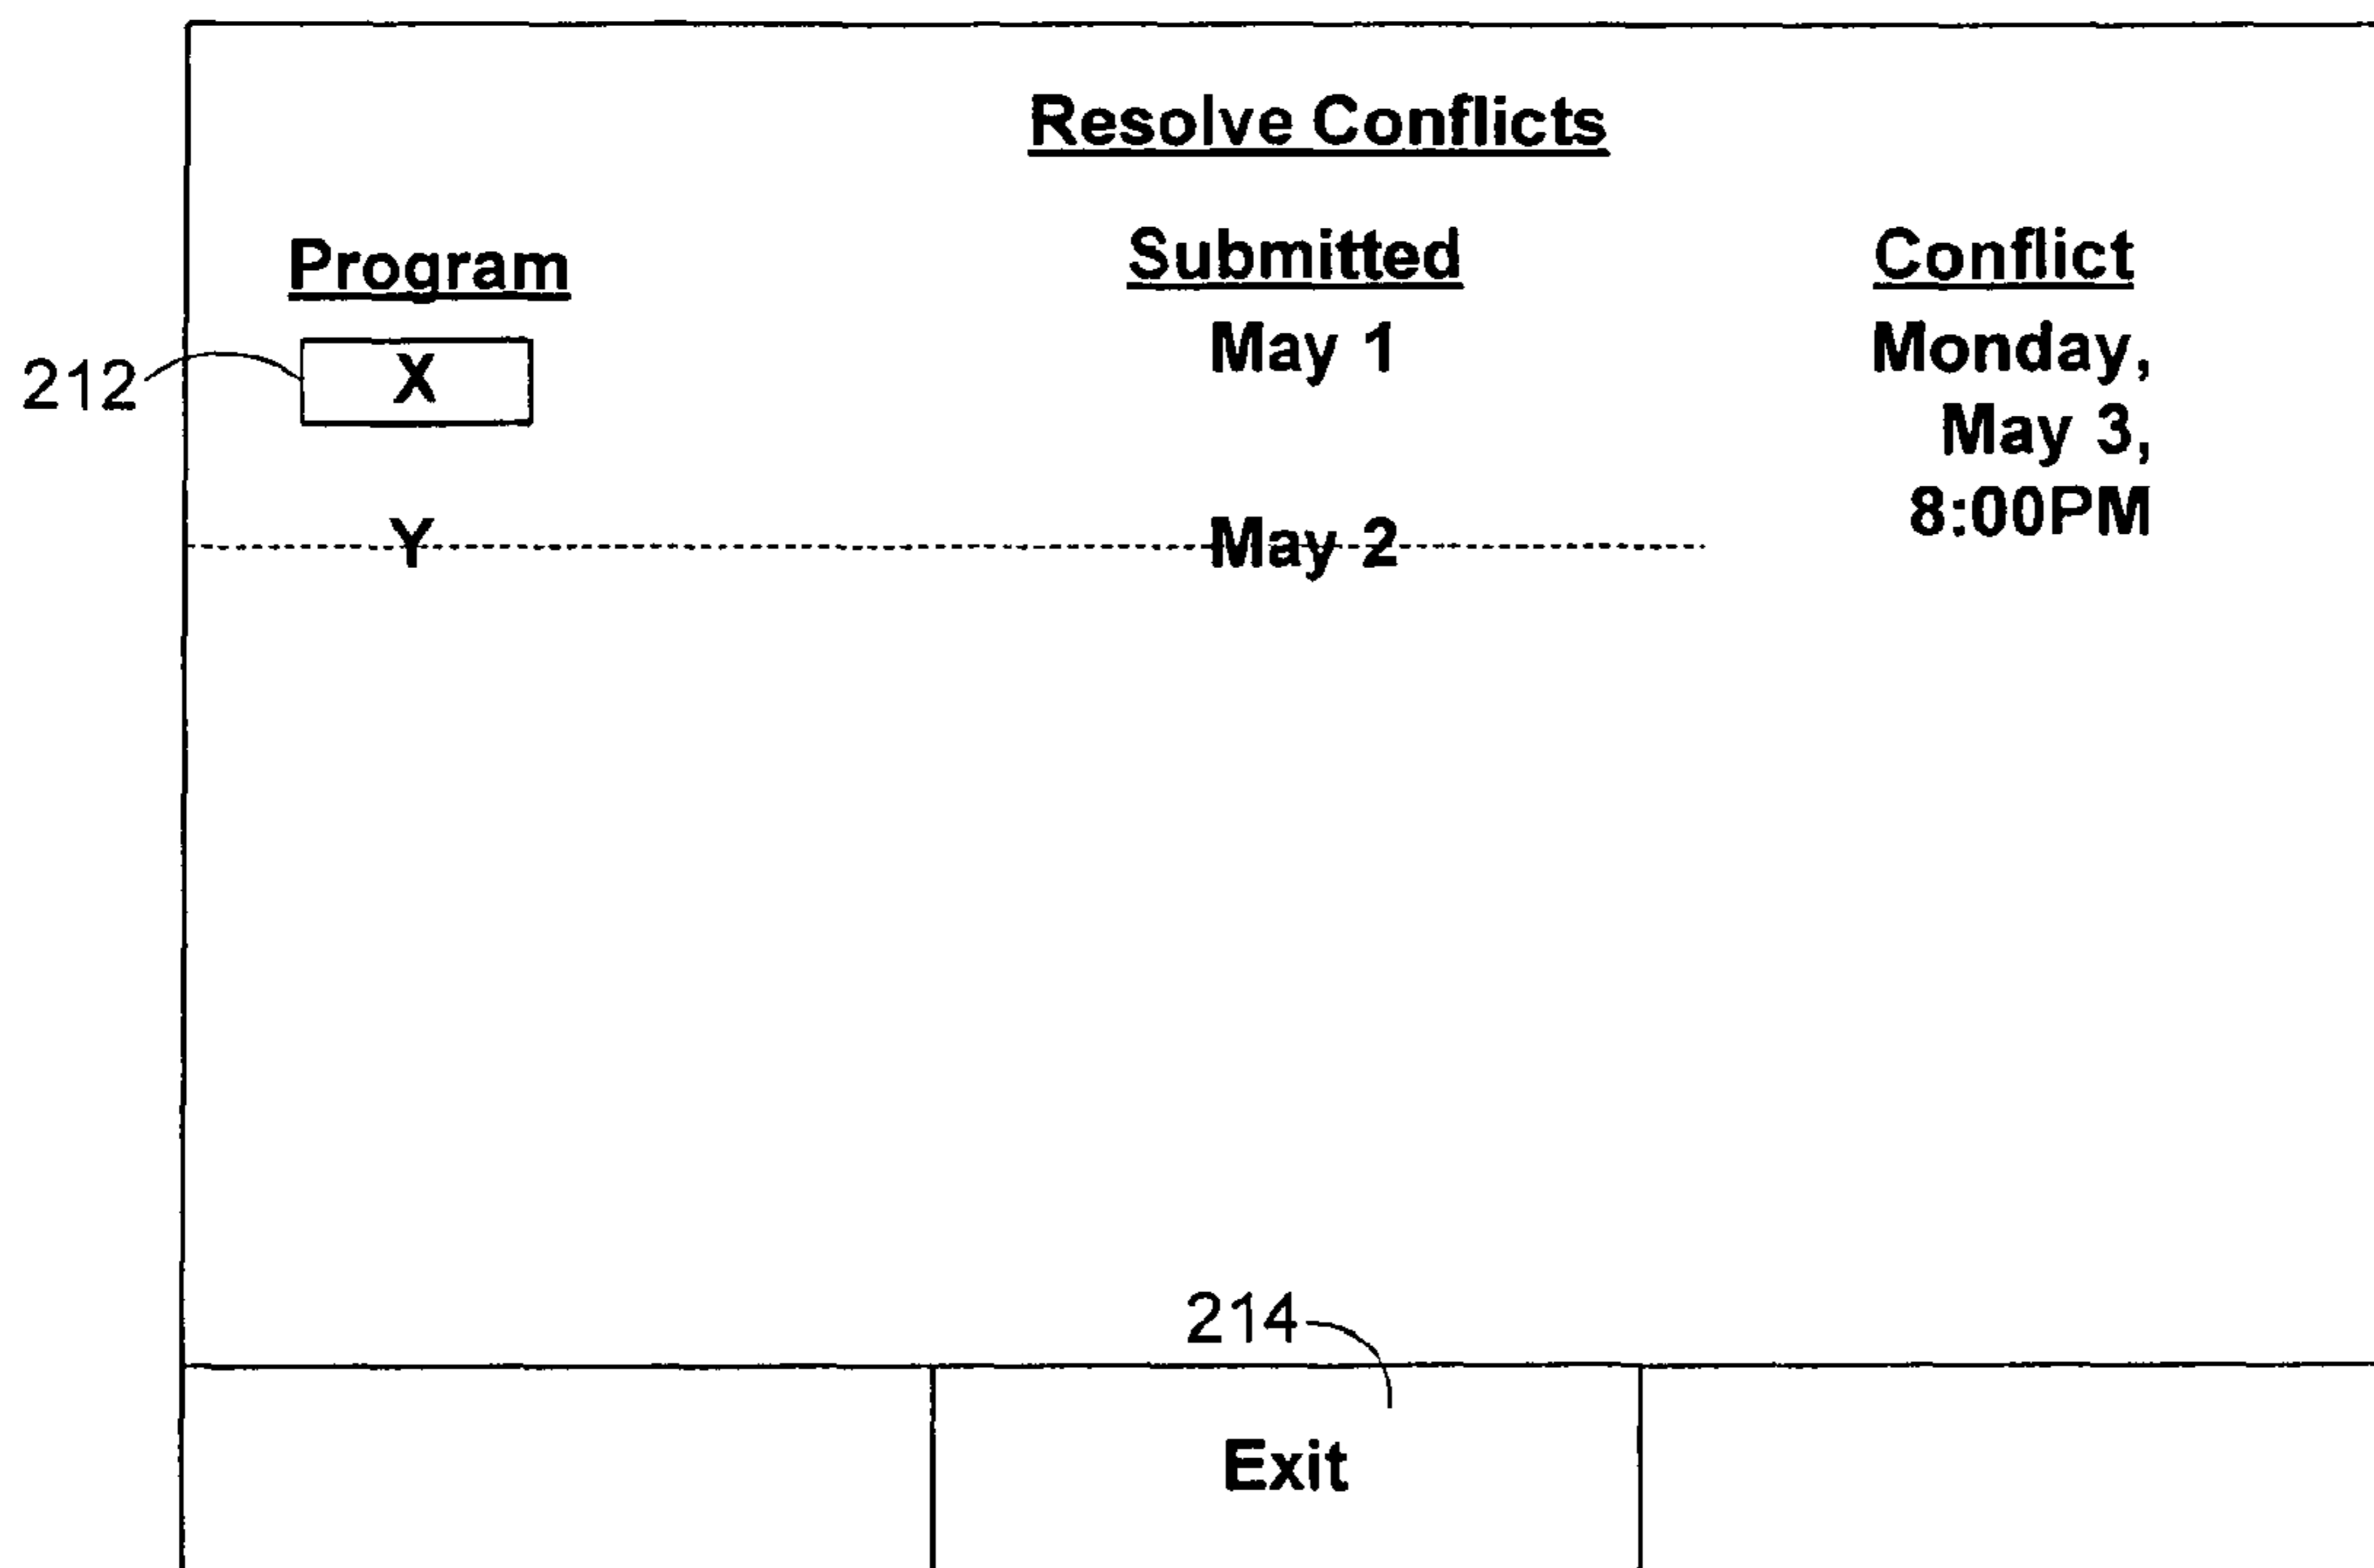 Resolve Conflicts
Program Submitted Conflict
212 X May 1 Monday,
May 3,
Y May 2 8:00PM
214
Exit